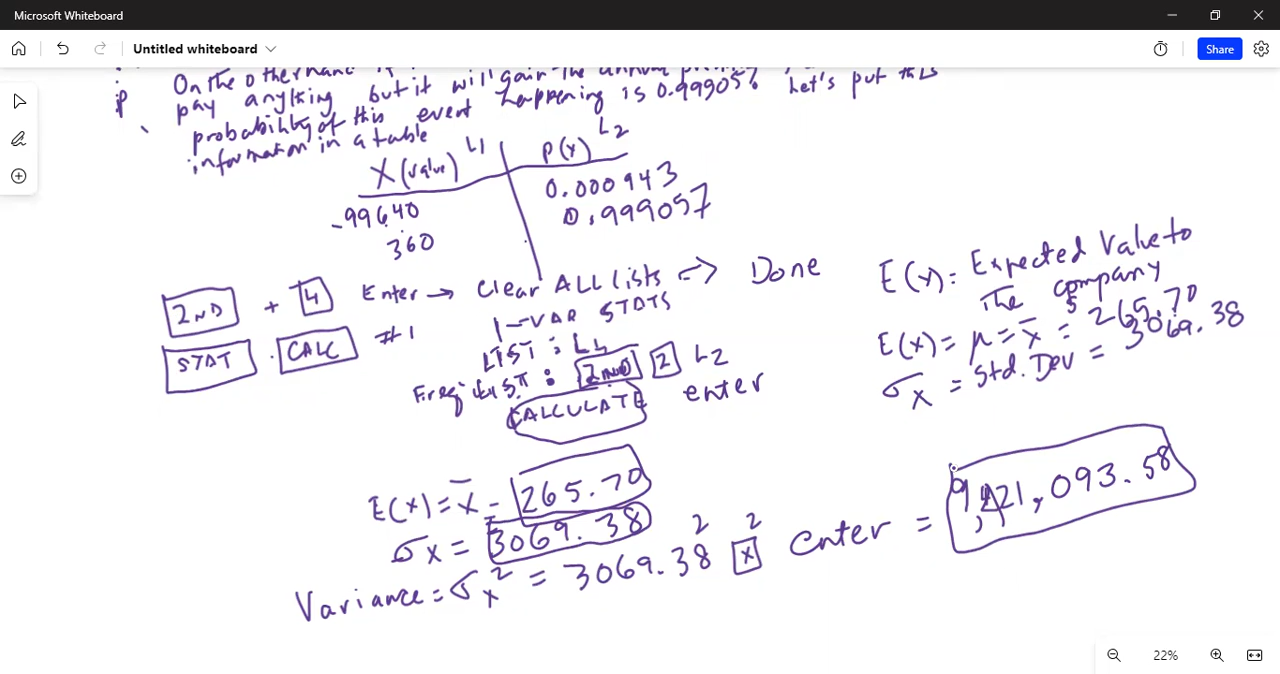 Microsoft Whiteboard
Untitled whiteboard
Share
On the other hand it
pay anything but it will gain the annual
probability of this event happening is 0.999057. Let's put this
information in a table
X (value) L1 P(x) L2
-99640 0.000943
360 0.999057
2ND + 4 Enter → Clear ALL Lists => Done
STAT CALC #1 1-VAR STATS
LIST : L1
Freq LIST : 2ND 2 L2
CALCULATE enter
E(x) = Expected Value to
The company
E(x) = μ = x̄ = $265.70
σx = Std. Dev = 3069.38
E(x) = x̄ = 265.70
σx = 3069.38
Variance = σx² = 3069.38² x² enter = 9,421,093.58
22%